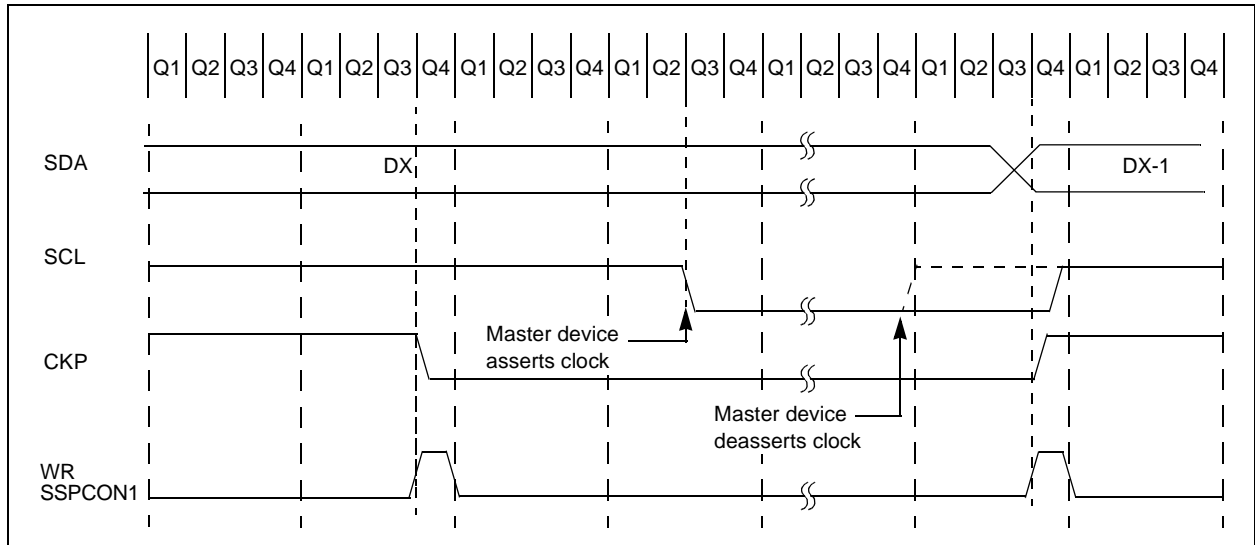 Q1 Q2 Q3 Q4 Q1 Q2 Q3 Q4 Q1 Q2 Q3 Q4 Q1 Q2 Q3 Q4 Q1 Q2 Q3 Q4 Q1 Q2 Q3 Q4 Q1 Q2 Q3 Q4
SDA
DX
DX-1
SCL
Master device
asserts clock
CKP
Master device
deasserts clock
WR
SSPCON1